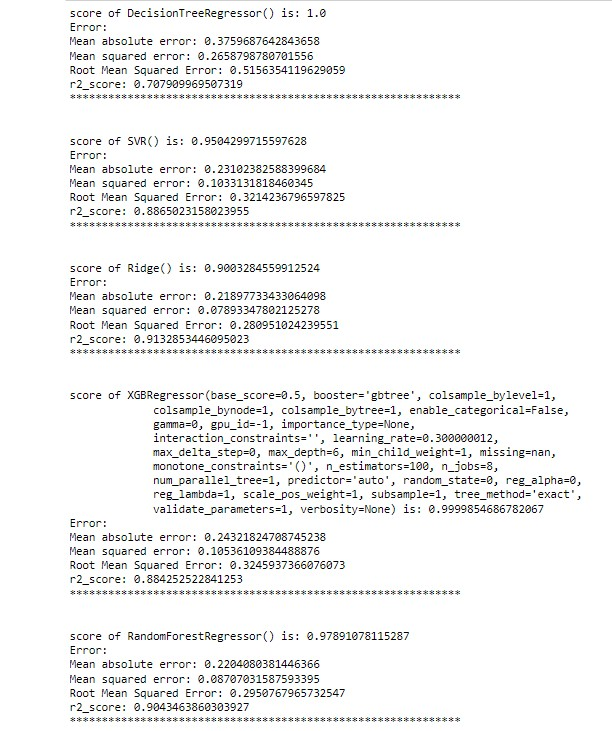 score of DecisionTreeRegressor() is: 1.0
Error:
Mean absolute error: 0.3759687642843658
Mean squared error: 0.2658798780701556
Root Mean Squared Error: 0.5156354119629059
r2_score: 0.707909969507319
*************************************************************
score of SVR() is: 0.9504299715597628
Error:
Mean absolute error: 0.23102382588399684
Mean squared error: 0.1033131818460345
Root Mean Squared Error: 0.3214236796597825
r2_score: 0.8865023158023955
*************************************************************
score of Ridge() is: 0.9003284559912524
Error:
Mean absolute error: 0.21897733433064098
Mean squared error: 0.07893347802125278
Root Mean Squared Error: 0.280951024239551
r2_score: 0.9132853446095023
*************************************************************
score of XGBRegressor(base_score=0.5, booster='gbtree', colsample_bylevel=1,
colsample_bynode=1, colsample_bytree=1, enable_categorical=False,
gamma=0, gpu_id=-1, importance_type=None,
interaction_constraints='', learning_rate=0.300000012,
max_delta_step=0, max_depth=6, min_child_weight=1, missing=nan,
monotone_constraints='()', n_estimators=100, n_jobs=8,
num_parallel_tree=1, predictor='auto', random_state=0, reg_alpha=0,
reg_lambda=1, scale_pos_weight=1, subsample=1, tree_method='exact',
validate_parameters=1, verbosity=None) is: 0.9999854686782067
Error:
Mean absolute error: 0.24321824708745238
Mean squared error: 0.10536109384488876
Root Mean Squared Error: 0.3245937366076073
r2_score: 0.884252522841253
*************************************************************
score of RandomForestRegressor() is: 0.97891078115287
Error:
Mean absolute error: 0.2204080381446366
Mean squared error: 0.08707031587593395
Root Mean Squared Error: 0.2950767965732547
r2_score: 0.9043463860303927
*************************************************************